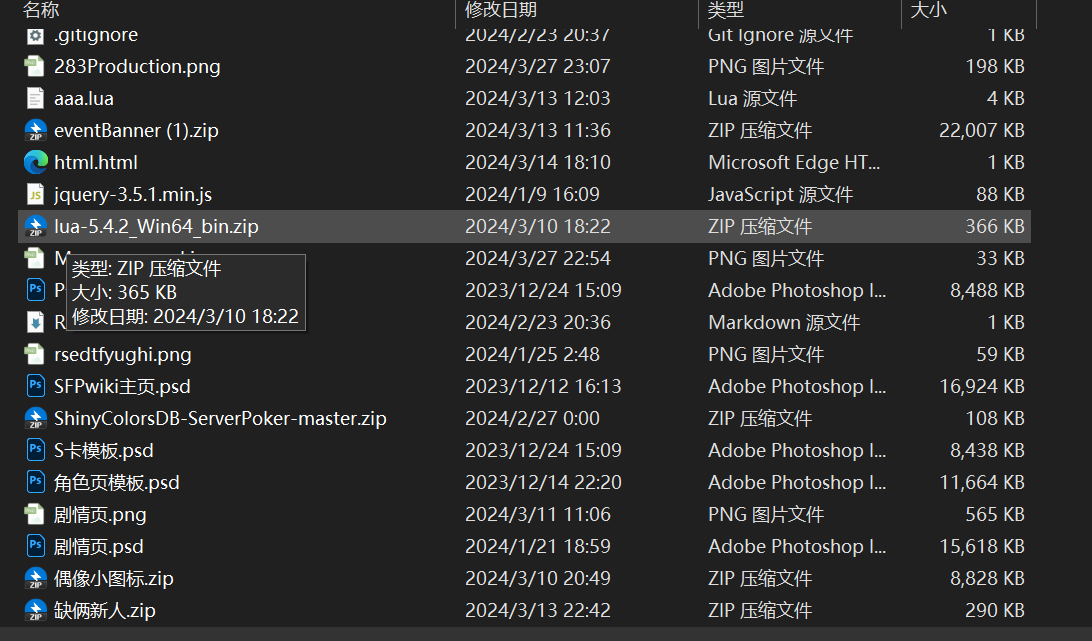 名称 修改日期 类型 大小
.gitignore 2024/2/23 20:37 Git Ignore 源文件 1 KB
283Production.png 2024/3/27 23:07 PNG 图片文件 198 KB
aaa.lua 2024/3/13 12:03 Lua 源文件 4 KB
eventBanner (1).zip 2024/3/13 11:36 ZIP 压缩文件 22,007 KB
html.html 2024/3/14 18:10 Microsoft Edge HT... 1 KB
jquery-3.5.1.min.js 2024/1/9 16:09 JavaScript 源文件 88 KB
lua-5.4.2_Win64_bin.zip 2024/3/10 18:22 ZIP 压缩文件 366 KB
2024/3/27 22:54 PNG 图片文件 33 KB
类型: ZIP 压缩文件
P 2023/12/24 15:09 Adobe Photoshop I... 8,488 KB
大小: 365 KB
R 2024/2/23 20:36 Markdown 源文件 1 KB
修改日期: 2024/3/10 18:22
rsedtfyughi.png 2024/1/25 2:48 PNG 图片文件 59 KB
SFPwiki主页.psd 2023/12/12 16:13 Adobe Photoshop I... 16,924 KB
ShinyColorsDB-ServerPoker-master.zip 2024/2/27 0:00 ZIP 压缩文件 108 KB
S卡模板.psd 2023/12/24 15:09 Adobe Photoshop I... 8,438 KB
角色页模板.psd 2023/12/14 22:20 Adobe Photoshop I... 11,664 KB
剧情页.png 2024/3/11 11:06 PNG 图片文件 565 KB
剧情页.psd 2024/1/21 18:59 Adobe Photoshop I... 15,618 KB
偶像小图标.zip 2024/3/10 20:49 ZIP 压缩文件 8,828 KB
缺俩新人.zip 2024/3/13 22:42 ZIP 压缩文件 290 KB